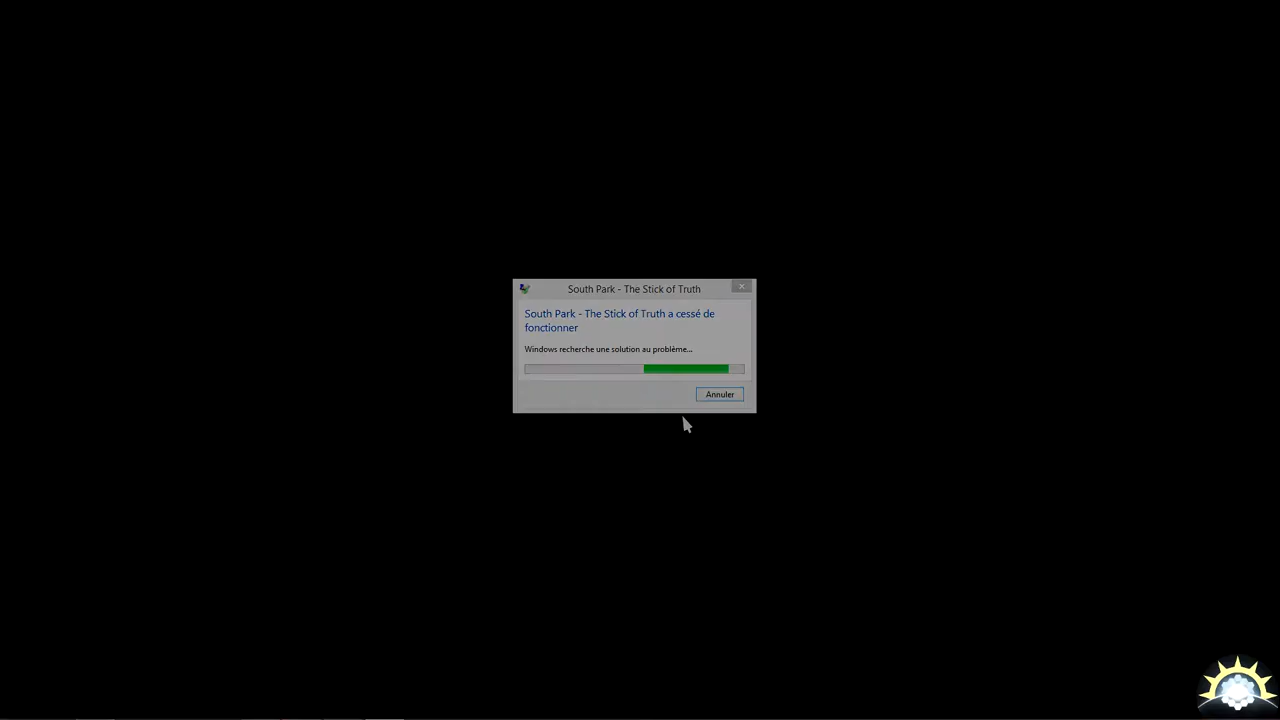 South Park - The Stick of Truth
South Park - The Stick of Truth a cessé de
fonctionner
Windows recherche une solution au problème...
Annuler